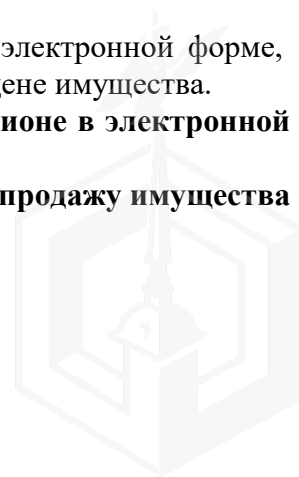 электронной форме,
цене имущества.
ионе в электронной
продажу имущества